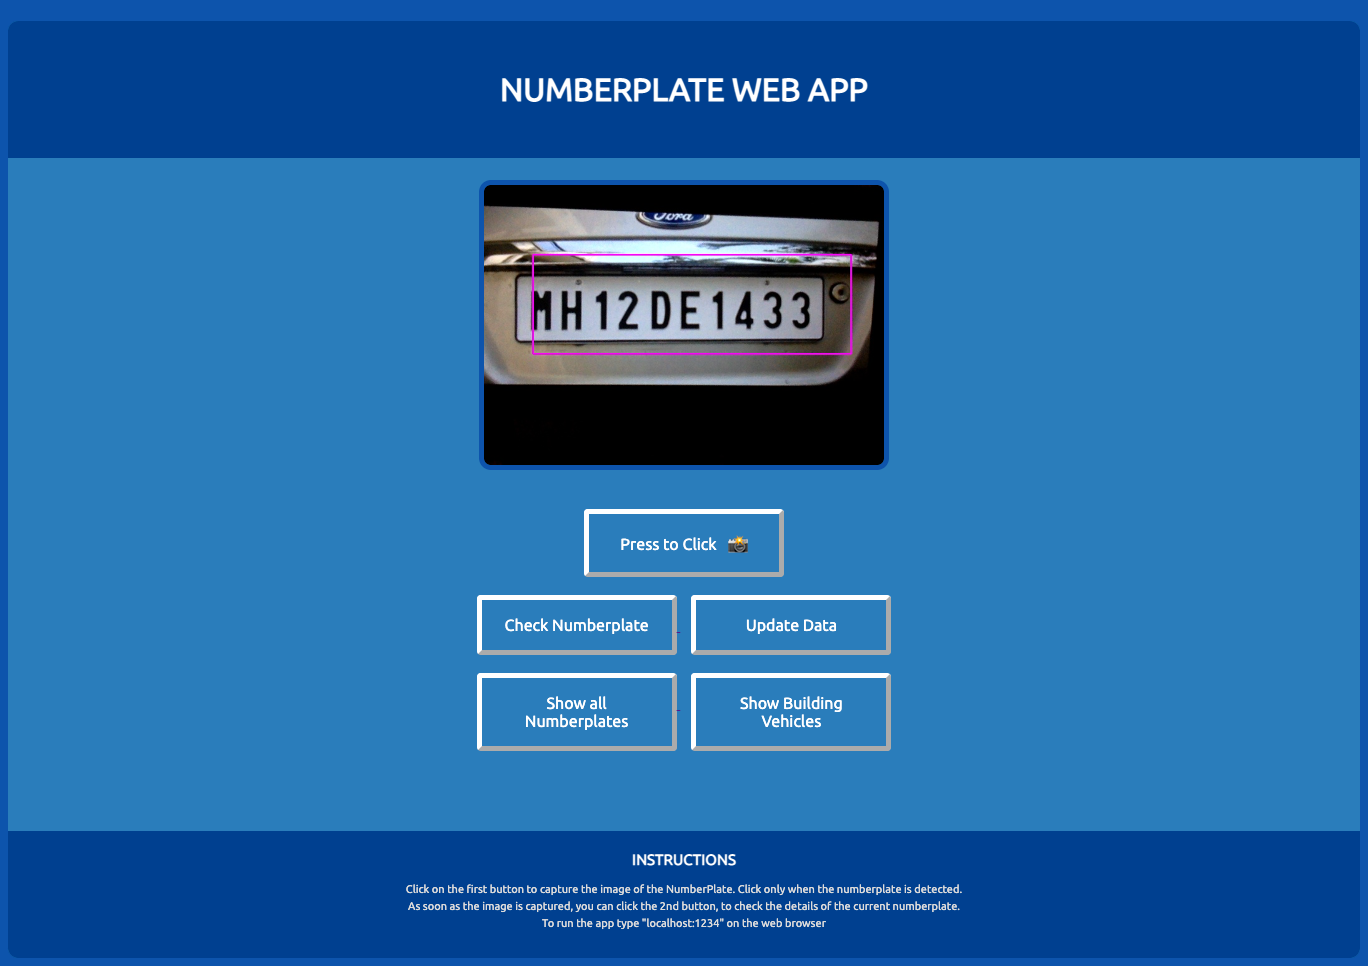 NUMBERPLATE WEB APP
Ford
MH12DE1433
Press to Click
Check Numberplate
Update Data
Show all
Numberplates
Show Building
Vehicles
INSTRUCTIONS
Click on the first button to capture the image of the NumberPlate. Click only when the numberplate is detected.
As soon as the image is captured, you can click the 2nd button, to check the details of the current numberplate.
To run the app type "localhost:1234" on the web browser